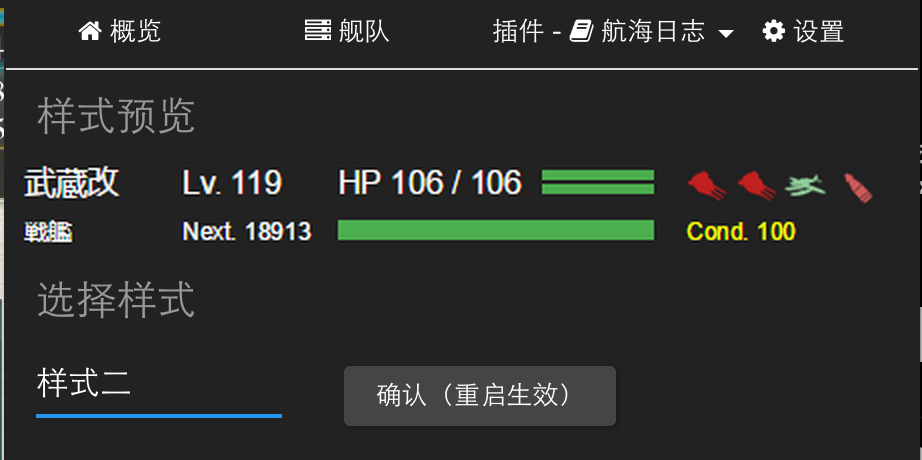 概览 舰队 插件 - 航海日志 设置
样式预览
武蔵改 Lv. 119 HP 106 / 106
戦艦 Next. 18913 Cond. 100
选择样式
样式二 确认（重启生效）